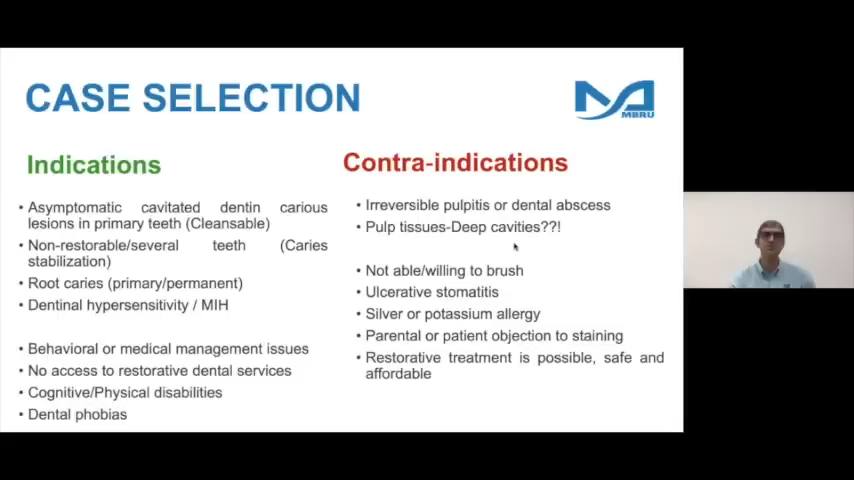 CASE SELECTION
MBRU
Indications
• Asymptomatic cavitated dentin carious
lesions in primary teeth (Cleansable)
• Non-restorable/several teeth (Caries
stabilization)
• Root caries (primary/permanent)
• Dentinal hypersensitivity / MIH
• Behavioral or medical management issues
• No access to restorative dental services
• Cognitive/Physical disabilities
• Dental phobias
Contra-indications
• Irreversible pulpitis or dental abscess
• Pulp tissues-Deep cavities??!
• Not able/willing to brush
• Ulcerative stomatitis
• Silver or potassium allergy
• Parental or patient objection to staining
• Restorative treatment is possible, safe and
affordable